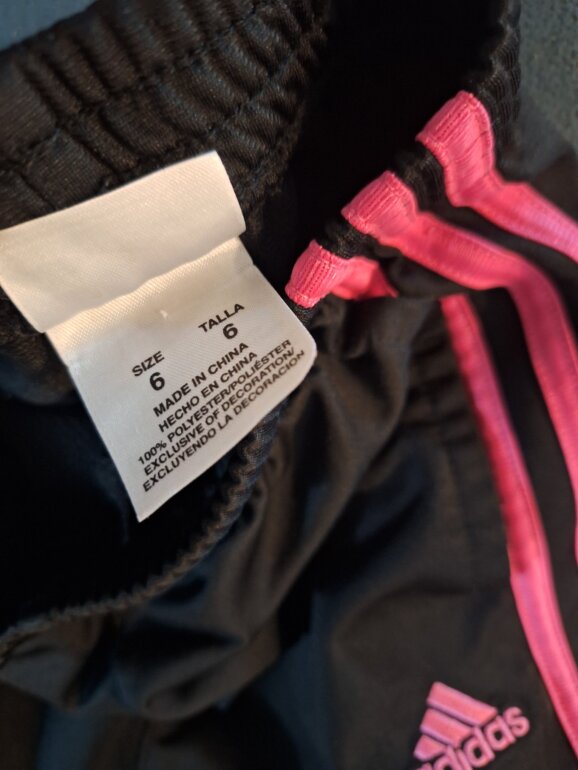 SIZE TALLA
6 6
MADE IN CHINA
HECHO EN CHINA
100% POLYESTER/POLIÉSTER
EXCLUSIVE OF DECORATION/
EXCLUYENDO LA DECORACION
adidas